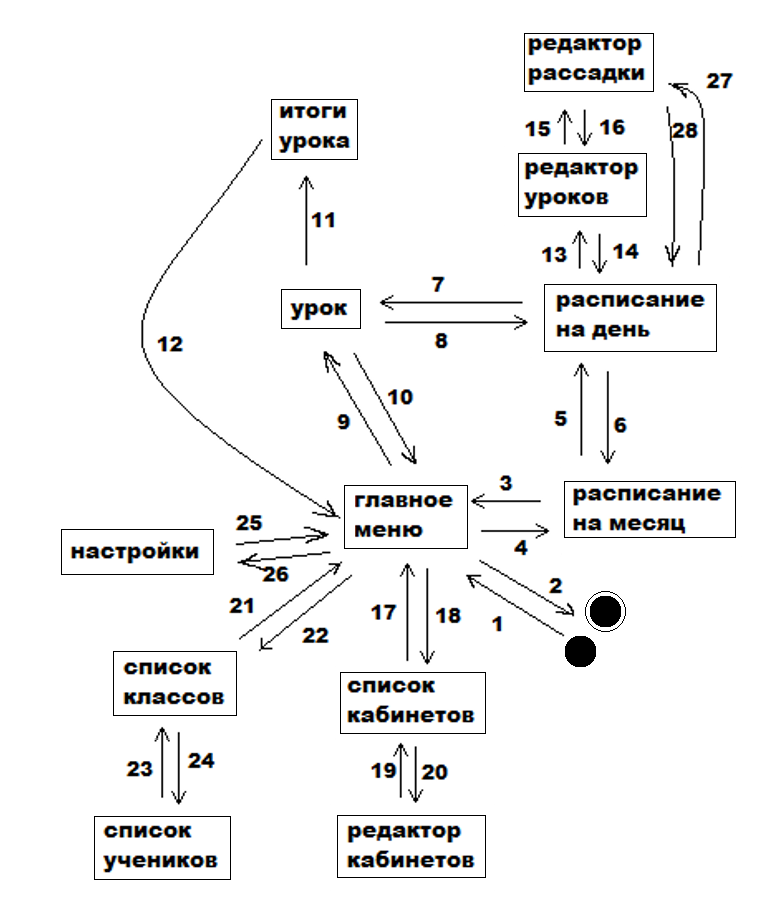 редактор
рассадки
27
итоги
урока
15
16
28
редактор
уроков
11
13
14
7
расписание
на день
урок
12
8
10
9
5
6
3
расписание
на месяц
главное
меню
4
25
настройки
26
2
21
22
17
18
1
список
классов
список
кабинетов
23
24
19
20
список
учеников
редактор
кабинетов